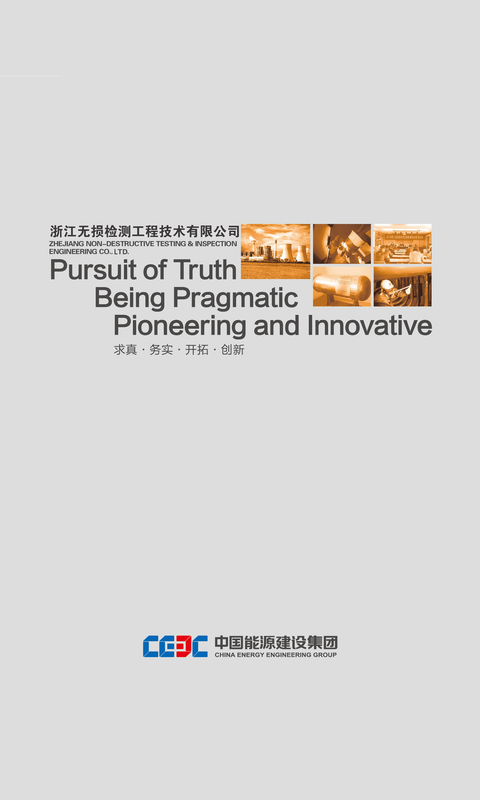 浙江无损检测工程技术有限公司
ZHEJIANG NON-DESTRUCTIVE TESTING & INSPECTION
ENGINEERING CO., LTD.
Pursuit of Truth
Being Pragmatic
Pioneering and Innovative
求真·务实·开拓·创新
CEEC 中国能源建设集团
CHINA ENERGY ENGINEERING GROUP